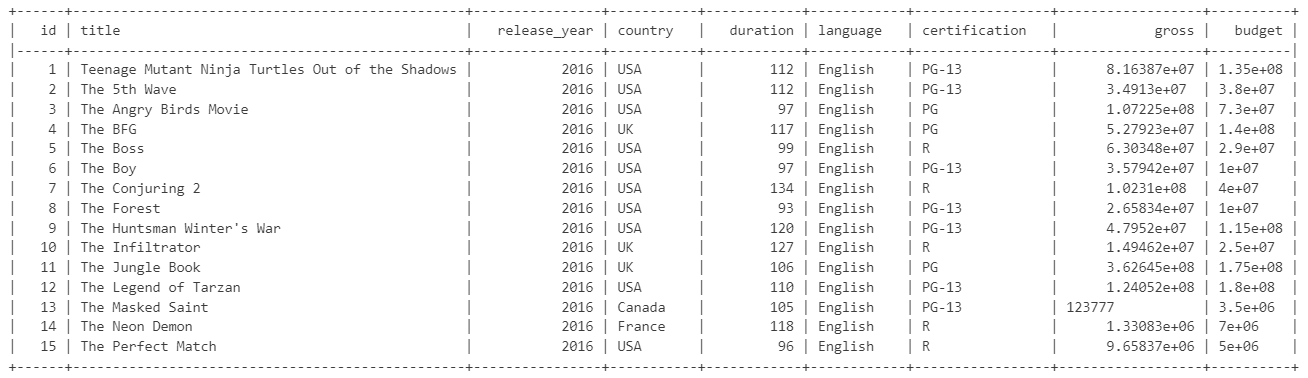 +------+-------------------------------------------------+----------------+----------+------------+------------+-----------------+------------------+----------+
|   id | title                                           |   release_year | country  |   duration | language   | certification   |            gross |   budget |
|------+-------------------------------------------------+----------------+----------+------------+------------+-----------------+------------------+----------|
|    1 | Teenage Mutant Ninja Turtles Out of the Shadows |           2016 | USA      |        112 | English    | PG-13           |      8.16387e+07 | 1.35e+08 |
|    2 | The 5th Wave                                    |           2016 | USA      |        112 | English    | PG-13           |      3.4913e+07  | 3.8e+07  |
|    3 | The Angry Birds Movie                           |           2016 | USA      |         97 | English    | PG              |      1.07225e+08 | 7.3e+07  |
|    4 | The BFG                                         |           2016 | UK       |        117 | English    | PG              |      5.27923e+07 | 1.4e+08  |
|    5 | The Boss                                        |           2016 | USA      |         99 | English    | R               |      6.30348e+07 | 2.9e+07  |
|    6 | The Boy                                         |           2016 | USA      |         97 | English    | PG-13           |      3.57942e+07 | 1e+07    |
|    7 | The Conjuring 2                                 |           2016 | USA      |        134 | English    | R               |      1.0231e+08  | 4e+07    |
|    8 | The Forest                                      |           2016 | USA      |         93 | English    | PG-13           |      2.65834e+07 | 1e+07    |
|    9 | The Huntsman Winter's War                       |           2016 | USA      |        120 | English    | PG-13           |      4.7952e+07  | 1.15e+08 |
|   10 | The Infiltrator                                 |           2016 | UK       |        127 | English    | R               |      1.49462e+07 | 2.5e+07  |
|   11 | The Jungle Book                                 |           2016 | UK       |        106 | English    | PG              |      3.62645e+08 | 1.75e+08 |
|   12 | The Legend of Tarzan                            |           2016 | USA      |        110 | English    | PG-13           |      1.24052e+08 | 1.8e+08  |
|   13 | The Masked Saint                                |           2016 | Canada   |        105 | English    | PG-13           | 123777           | 3.5e+06  |
|   14 | The Neon Demon                                  |           2016 | France   |        118 | English    | R               |      1.33083e+06 | 7e+06    |
|   15 | The Perfect Match                               |           2016 | USA      |         96 | English    | R               |      9.65837e+06 | 5e+06    |
+------+-------------------------------------------------+----------------+----------+------------+------------+-----------------+------------------+----------+